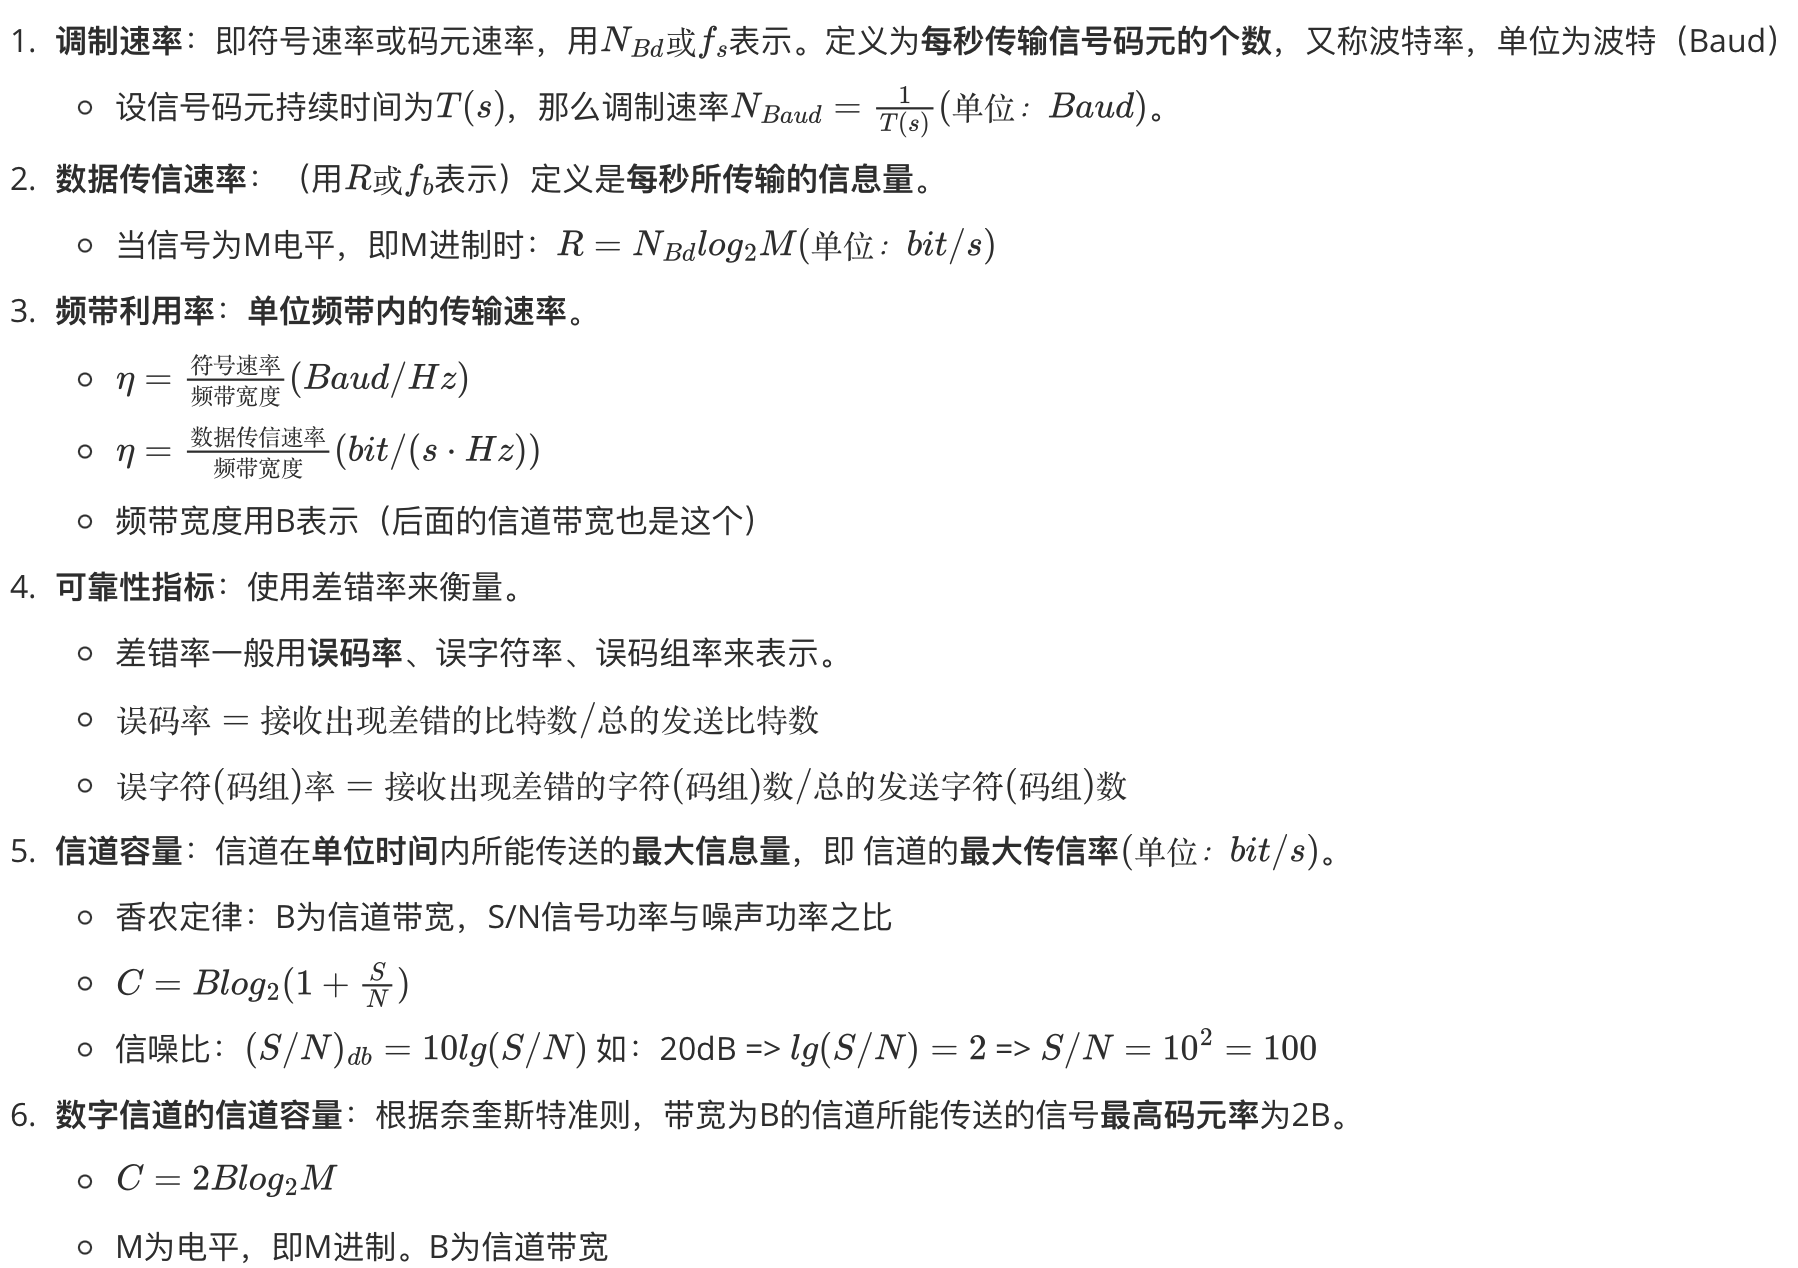 1. 调制速率：即符号速率或码元速率，用$N_{Bd}$或$f_s$表示。定义为每秒传输信号码元的个数，又称波特率，单位为波特（Baud）
设信号码元持续时间为$T(s)$，那么调制速率$N_{Baud} = \frac{1}{T(s)}(单位：Baud)$。
2. 数据传信速率：（用$R$或$f_b$表示）定义是每秒所传输的信息量。
当信号为M电平，即M进制时：$R = N_{Bd}log_2M(单位：bit/s)$
3. 频带利用率：单位频带内的传输速率。
$\eta = \frac{符号速率}{频带宽度}(Baud/Hz)$
$\eta = \frac{数据传信速率}{频带宽度}(bit/(s \cdot Hz))$
频带宽度用B表示（后面的信道带宽也是这个）
4. 可靠性指标：使用差错率来衡量。
差错率一般用误码率、误字符率、误码组率来表示。
误码率 = 接收出现差错的比特数/总的发送比特数
误字符(码组)率 = 接收出现差错的字符(码组)数/总的发送字符(码组)数
5. 信道容量：信道在单位时间内所能传送的最大信息量，即 信道的最大传信率$(单位：bit/s)$。
香农定律：B为信道带宽，S/N信号功率与噪声功率之比
$C = Blog_2(1 + \frac{S}{N})$
信噪比：$(S/N)_{db} = 10lg(S/N)$ 如：20dB => $lg(S/N) = 2$ => $S/N = 10^2 = 100$
6. 数字信道的信道容量：根据奈奎斯特准则，带宽为B的信道所能传送的信号最高码元率为2B。
$C = 2Blog_2M$
M为电平，即M进制。B为信道带宽